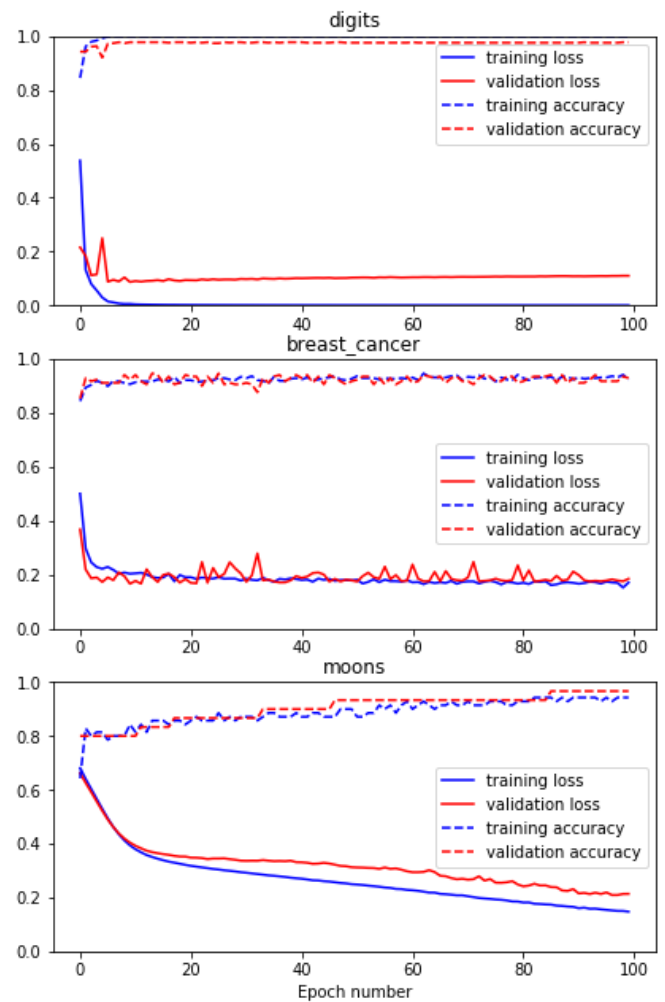 digits
1.0
0.8
0.6
0.4
0.2
0.0
training loss
validation loss
training accuracy
validation accuracy
0 20 40 60 80 100
breast_cancer
1.0
0.8
0.6
0.4
0.2
0.0
training loss
validation loss
training accuracy
validation accuracy
0 20 40 60 80 100
moons
1.0
0.8
0.6
0.4
0.2
0.0
training loss
validation loss
training accuracy
validation accuracy
0 20 40 60 80 100
Epoch number